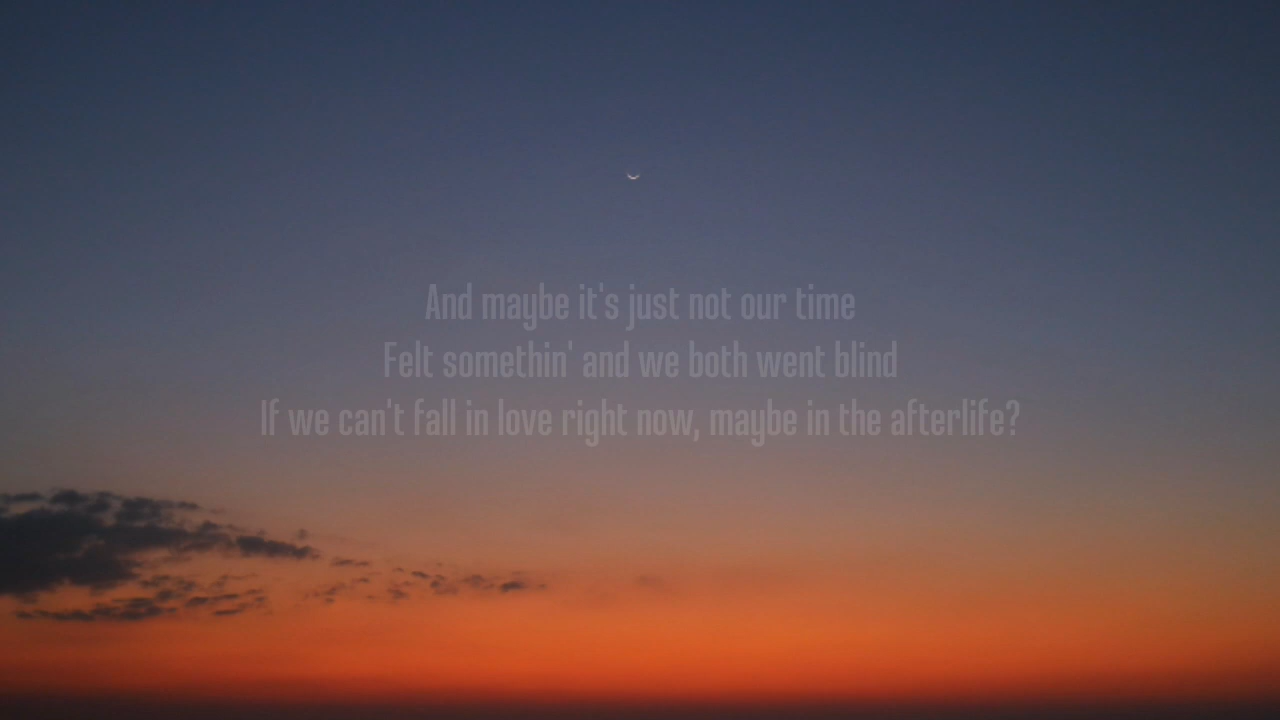 And maybe it's just not our time
Felt somethin' and we both went blind
If we can't fall in love right now, maybe in the afterlife?